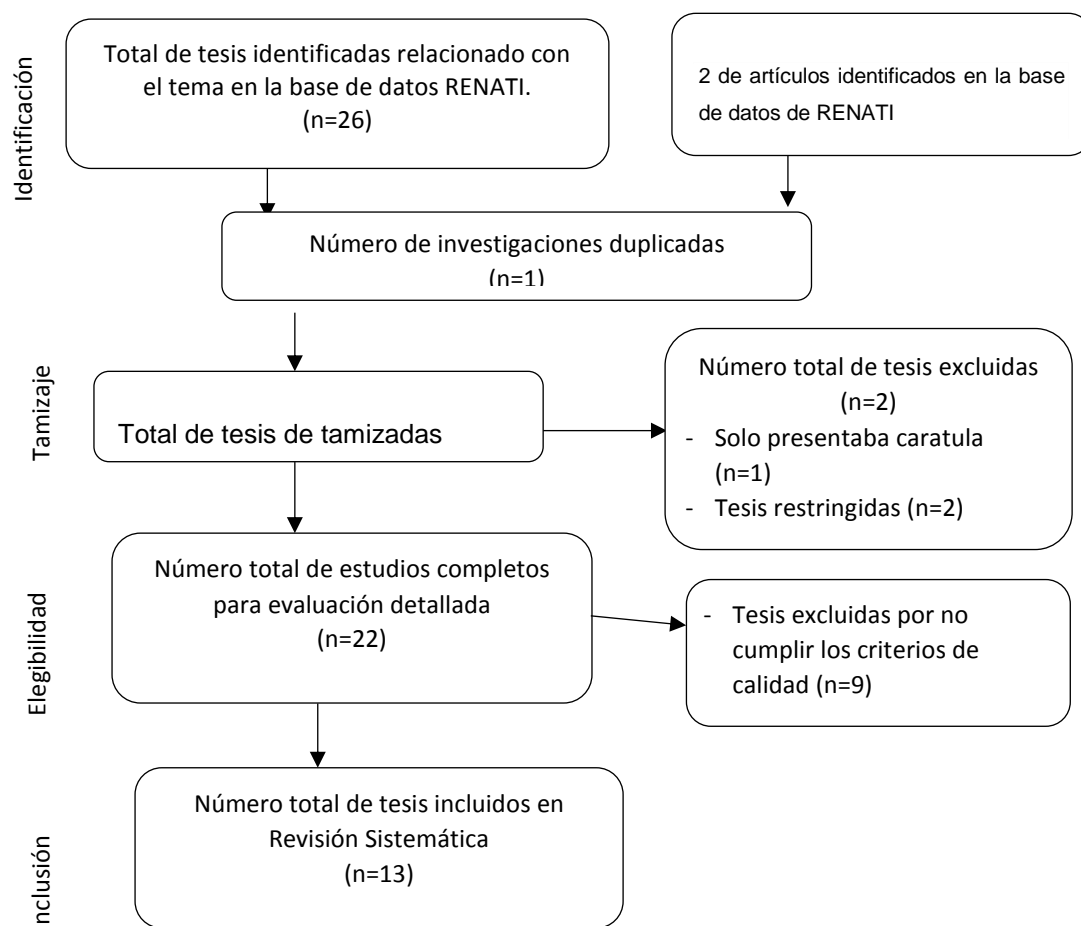 Identificación
Total de tesis identificadas relacionado con
el tema en la base de datos RENATI.
(n=26)
2 de artículos identificados en la base
de datos de RENATI
Número de investigaciones duplicadas
(n=1)
Tamizaje
Total de tesis de tamizadas
Número total de tesis excluidas
(n=2)
- Solo presentaba caratula
(n=1)
- Tesis restringidas (n=2)
Elegibilidad
Número total de estudios completos
para evaluación detallada
(n=22)
- Tesis excluidas por no
cumplir los criterios de
calidad (n=9)
nclusión
Número total de tesis incluidos en
Revisión Sistemática
(n=13)